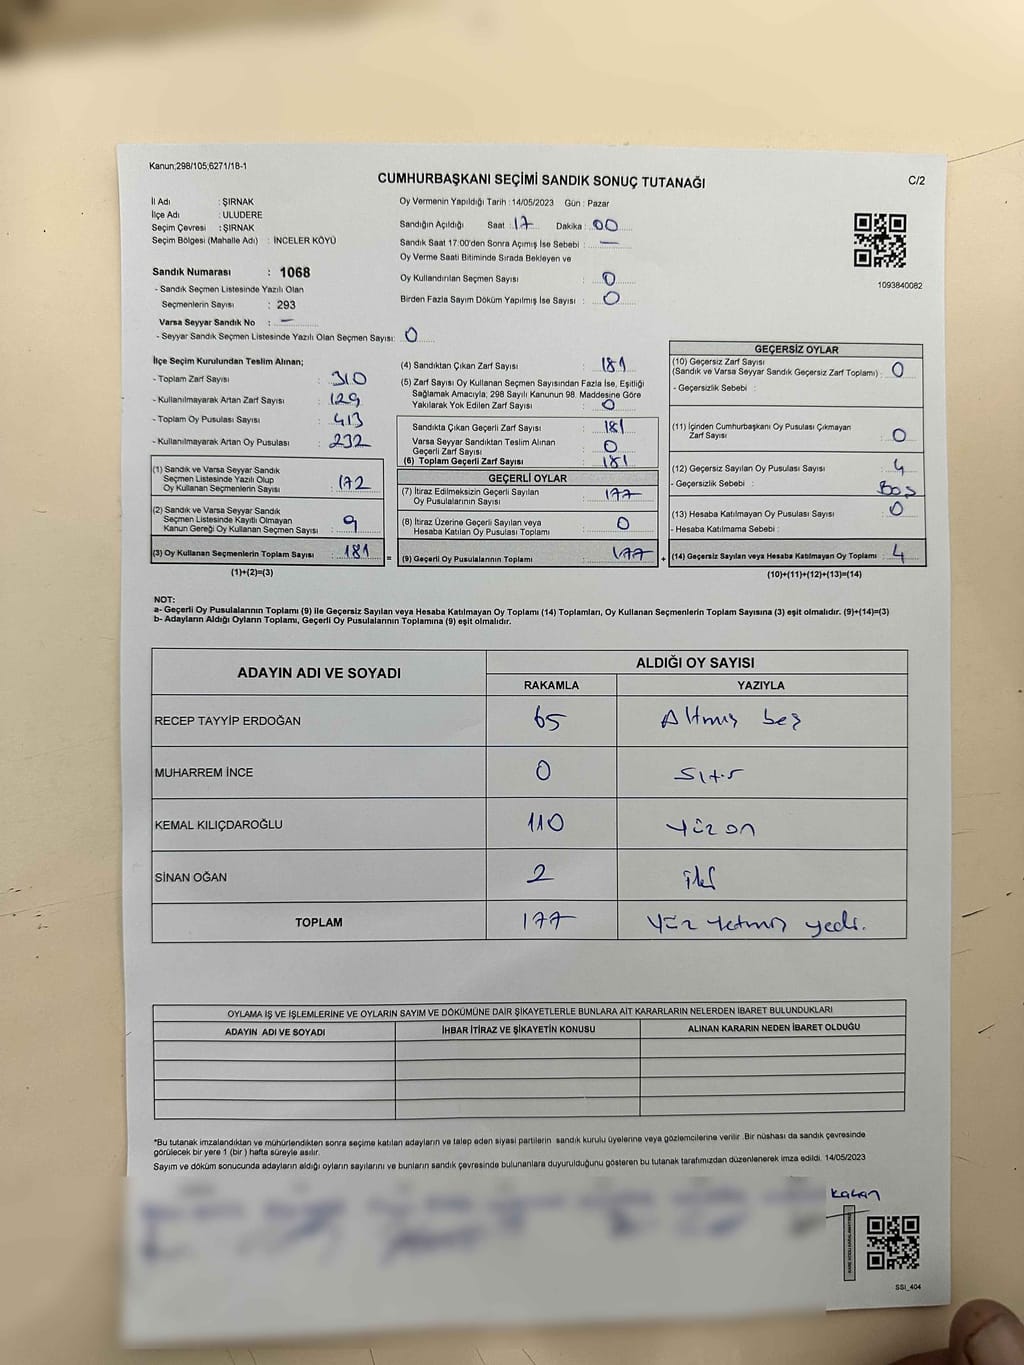 Kanun;298/105;6271/18-1
CUMHURBAŞKANI SEÇİMİ SANDIK SONUÇ TUTANAĞI
C/2
İl Adı : ŞIRNAK
İlçe Adı : ULUDERE
Seçim Çevresi : ŞIRNAK
Seçim Bölgesi (Mahalle Adı) : İNCELER KÖYÜ
Sandık Numarası : 1068
- Sandık Seçmen Listesinde Yazılı Olan
Seçmenlerin Sayısı : 293
Varsa Seyyar Sandık No : —
- Seyyar Sandık Seçmen Listesinde Yazılı Olan Seçmen Sayısı: 0
Oy Vermenin Yapıldığı Tarih : 14/05/2023 Gün : Pazar
Sandığın Açıldığı Saat 17 Dakika : 00
Sandık Saat 17:00'den Sonra Açımış İse Sebebi : —
Oy Verme Saati Bitiminde Sırada Bekleyen ve
Oy Kullandırılan Seçmen Sayısı : 0
Birden Fazla Sayım Döküm Yapılmış İse Sayısı : 0
1093840082
İlçe Seçim Kurulundan Teslim Alınan;
- Toplam Zarf Sayısı : 310
- Kullanılmayarak Artan Zarf Sayısı : 129
- Toplam Oy Pusulası Sayısı : 413
- Kullanılmayarak Artan Oy Pusulası : 232
(1) Sandık ve Varsa Seyyar Sandık
Seçmen Listesinde Yazılı Olup
Oy Kullanan Seçmenlerin Sayısı : 172
(2) Sandık ve Varsa Seyyar Sandık
Seçmen Listesinde Kayıtlı Olmayan
Kanun Gereği Oy Kullanan Seçmen Sayısı : 9
(3) Oy Kullanan Seçmenlerin Toplam Sayısı : 181
(1)+(2)=(3)
=
(4) Sandıktan Çıkan Zarf Sayısı : 181
(5) Zarf Sayısı Oy Kullanan Seçmen Sayısından Fazla İse, Eşitliği
Sağlamak Amacıyla; 298 Sayılı Kanunun 98. Maddesine Göre
Yakılarak Yok Edilen Zarf Sayısı : 0
Sandıkta Çıkan Geçerli Zarf Sayısı : 181
Varsa Seyyar Sandıktan Teslim Alınan
Geçerli Zarf Sayısı : 0
(6) Toplam Geçerli Zarf Sayısı : 181
GEÇERLİ OYLAR
(7) İtiraz Edilmeksizin Geçerli Sayılan
Oy Pusulalarının Sayısı : 177
(8) İtiraz Üzerine Geçerli Sayılan veya
Hesaba Katılan Oy Pusulası Toplamı : 0
(9) Geçerli Oy Pusulalarının Toplamı : 177
+
GEÇERSİZ OYLAR
(10) Geçersiz Zarf Sayısı
(Sandık ve Varsa Seyyar Sandık Geçersiz Zarf Toplamı) : 0
- Geçersizlik Sebebi :
(11) İçinden Cumhurbaşkanı Oy Pusulası Çıkmayan
Zarf Sayısı : 0
(12) Geçersiz Sayılan Oy Pusulası Sayısı : 4
- Geçersizlik Sebebi : Boş
(13) Hesaba Katılmayan Oy Pusulası Sayısı : 0
- Hesaba Katılmama Sebebi :
(14) Geçersiz Sayılan veya Hesaba Katılmayan Oy Toplamı : 4
(10)+(11)+(12)+(13)=(14)
NOT:
a- Geçerli Oy Pusulalarının Toplamı (9) ile Geçersiz Sayılan veya Hesaba Katılmayan Oy Toplamı (14) Toplamları, Oy Kullanan Seçmenlerin Toplam Sayısına (3) eşit olmalıdır. (9)+(14)=(3)
b- Adayların Aldığı Oyların Toplamı, Geçerli Oy Pusulalarının Toplamına (9) eşit olmalıdır.
ADAYIN ADI VE SOYADI ALDIĞI OY SAYISI
RAKAMLA YAZIYLA
RECEP TAYYİP ERDOĞAN 65 Altmış beş
MUHARREM İNCE 0 Sıfır
KEMAL KILIÇDAROĞLU 110 Yüz on
SİNAN OĞAN 2 iki
TOPLAM 177 Yüz Yetmiş yedi.
OYLAMA İŞ VE İŞLEMLERİNE VE OYLARIN SAYIM VE DÖKÜMÜNE DAİR ŞİKAYETLERLE BUNLARA AİT KARARLARIN NELERDEN İBARET BULUNDUKLARI
ADAYIN ADI VE SOYADI İHBAR İTİRAZ VE ŞİKAYETİN KONUSU ALINAN KARARIN NEDEN İBARET OLDUĞU
*Bu tutanak imzalandıktan ve mühürlendikten sonra seçime katılan adayların ve talep eden siyasi partilerin sandık kurulu üyelerine veya gözlemcilerine verilir .Bir nüshası da sandık çevresinde
görülecek bir yere 1 (bir ) hafta süreyle asılır.
Sayım ve döküm sonucunda adayların aldığı oyların sayılarını ve bunların sandık çevresinde bulunanlara duyurulduğunu gösteren bu tutanak tarafımızdan düzenlenerek imza edildi. 14/05/2023
SSI_404